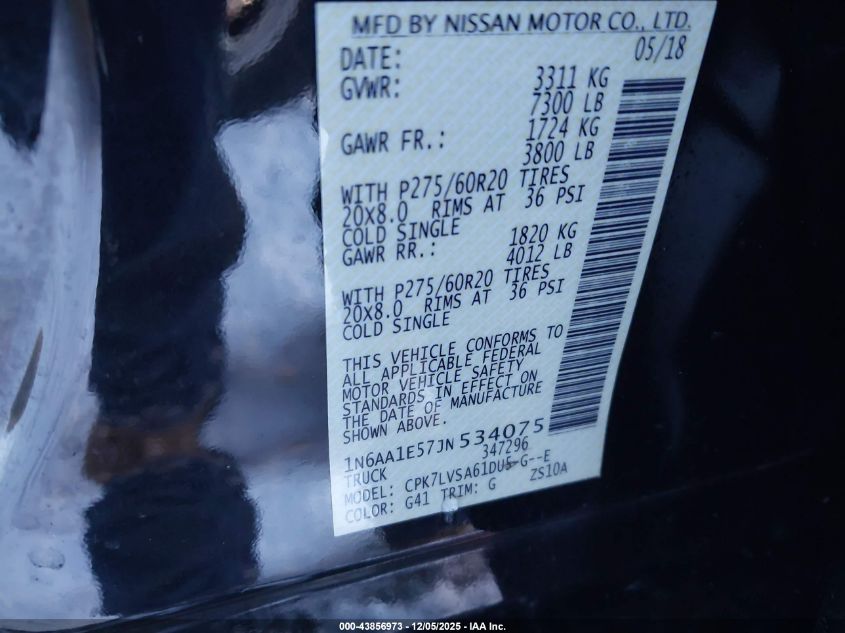 MFD BY NISSAN MOTOR CO., LTD.
DATE: 05/18
GVWR: 3311 KG
7300 LB
GAWR FR.: 1724 KG
3800 LB
WITH P275/60R20 TIRES
20X8.0 RIMS AT 36 PSI
COLD SINGLE
GAWR RR.: 1820 KG
4012 LB
WITH P275/60R20 TIRES
20X8.0 RIMS AT 36 PSI
COLD SINGLE
THIS VEHICLE CONFORMS TO
ALL APPLICABLE FEDERAL
MOTOR VEHICLE SAFETY
STANDARDS IN EFFECT ON
THE DATE OF MANUFACTURE
SHOWN ABOVE.
1N6AA1E57JN534075
TRUCK 347296
MODEL: CPK7LVSA61DU5-G--E
COLOR: G41 TRIM: G ZS10A
000-43856973 - 12/05/2025 - IAA Inc.